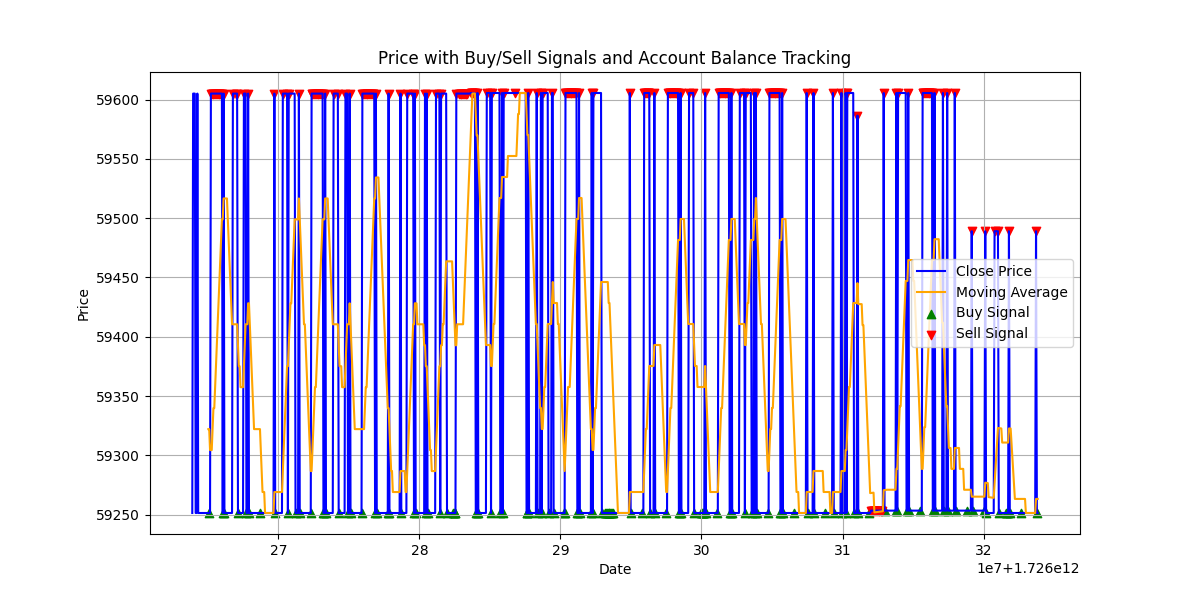 Price with Buy/Sell Signals and Account Balance Tracking
Price
59600
59550
59500
59450
59400
59350
59300
59250
Close Price
Moving Average
Buy Signal
Sell Signal
27 28 29 30 31 32
Date
1e7+1.726e12